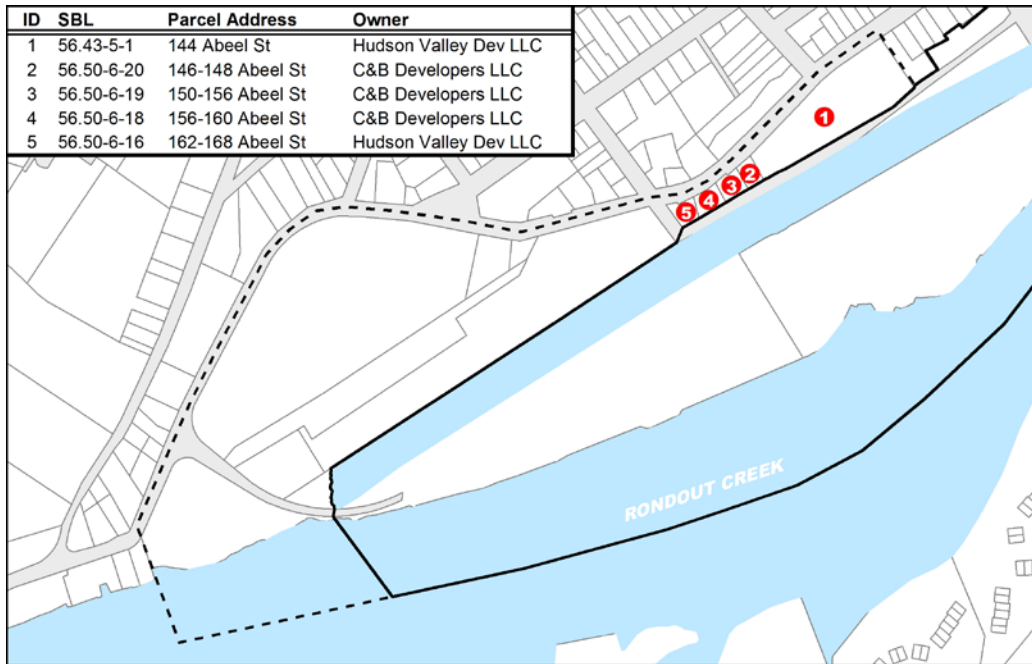 ID SBL Parcel Address Owner
1 56.43-5-1 144 Abeel St Hudson Valley Dev LLC
2 56.50-6-20 146-148 Abeel St C&B Developers LLC
3 56.50-6-19 150-156 Abeel St C&B Developers LLC
4 56.50-6-18 156-160 Abeel St C&B Developers LLC
5 56.50-6-16 162-168 Abeel St Hudson Valley Dev LLC
1
2
3
4
5
RONDOUT CREEK